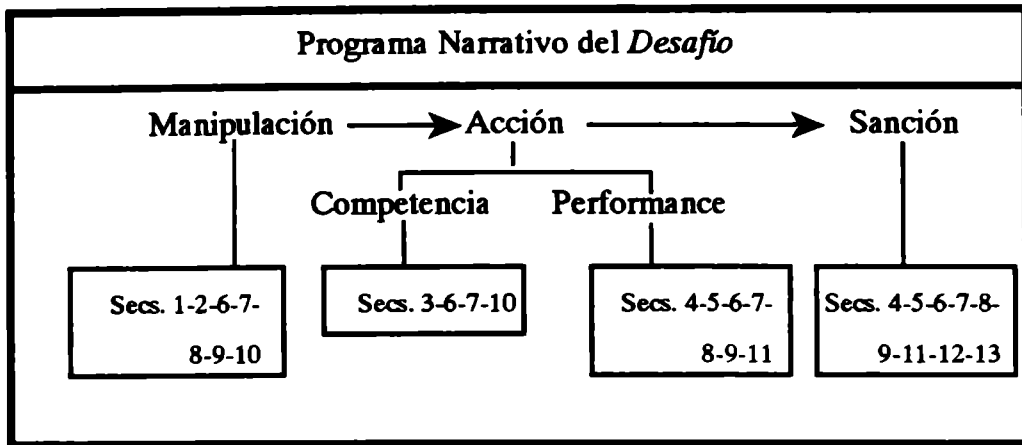 Programa Narrativo del Desafío
Manipulación Acción Sanción
Competencia Performance
Secs. 1-2-6-7-
8-9-10
Secs. 3-6-7-10
Secs. 4-5-6-7-
8-9-11
Secs. 4-5-6-7-8-
9-11-12-13